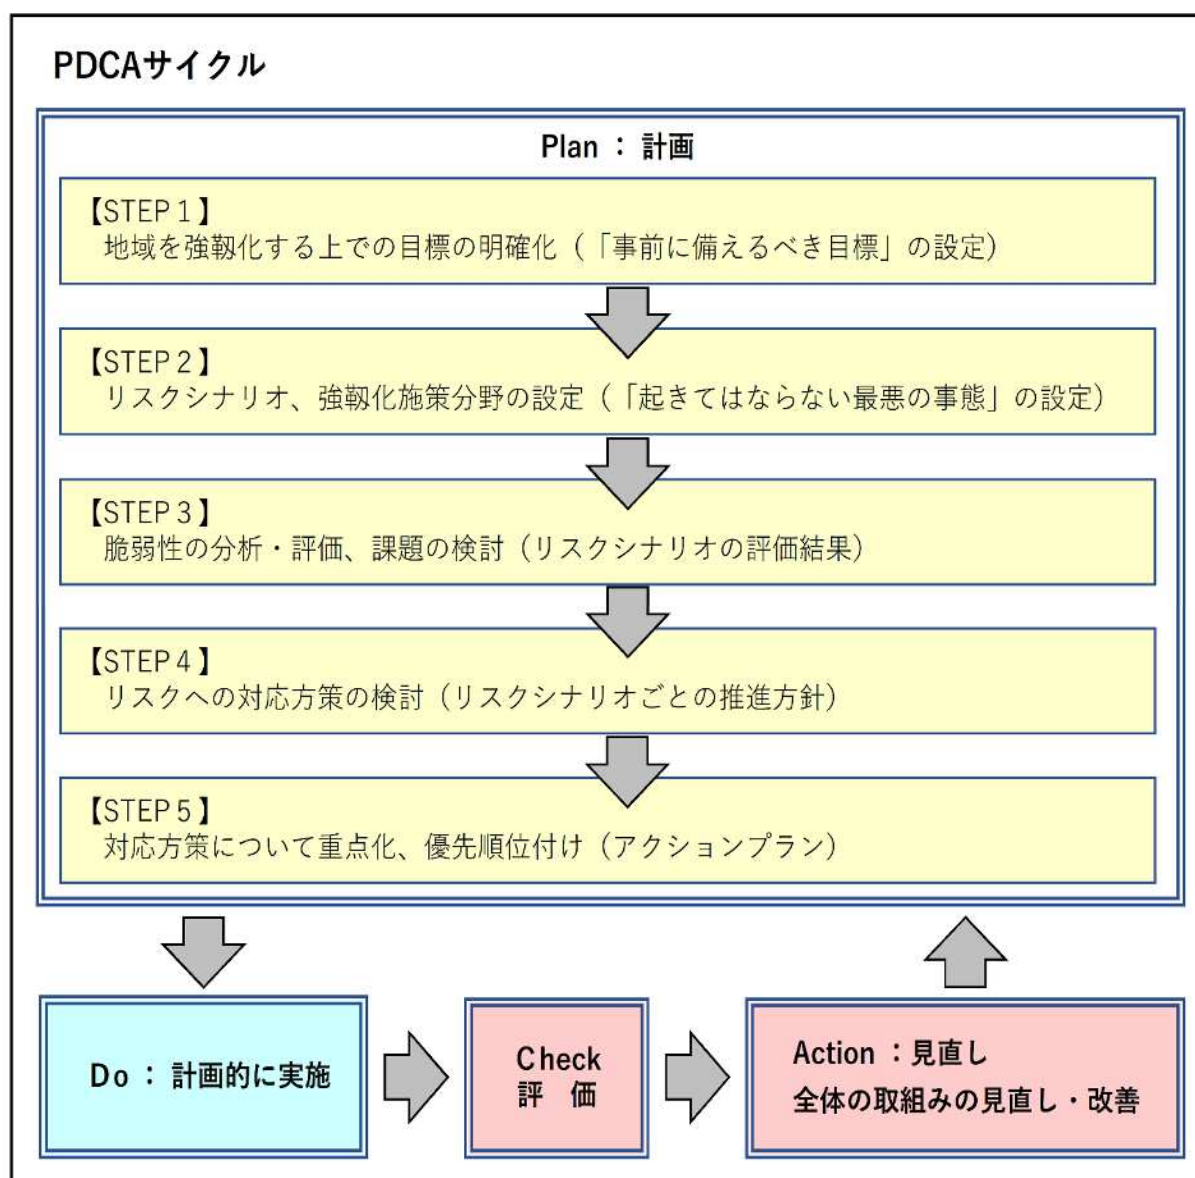 PDCAサイクル
Plan ： 計画
【STEP１】
地域を強靱化する上での目標の明確化（「事前に備えるべき目標」の設定）
【STEP２】
リスクシナリオ、強靱化施策分野の設定（「起きてはならない最悪の事態」の設定）
【STEP３】
脆弱性の分析・評価、課題の検討（リスクシナリオの評価結果）
【STEP４】
リスクへの対応方策の検討（リスクシナリオごとの推進方針）
【STEP５】
対応方策について重点化、優先順位付け（アクションプラン）
Do ： 計画的に実施
Check
評　価
Action ：見直し
全体の取組みの見直し・改善